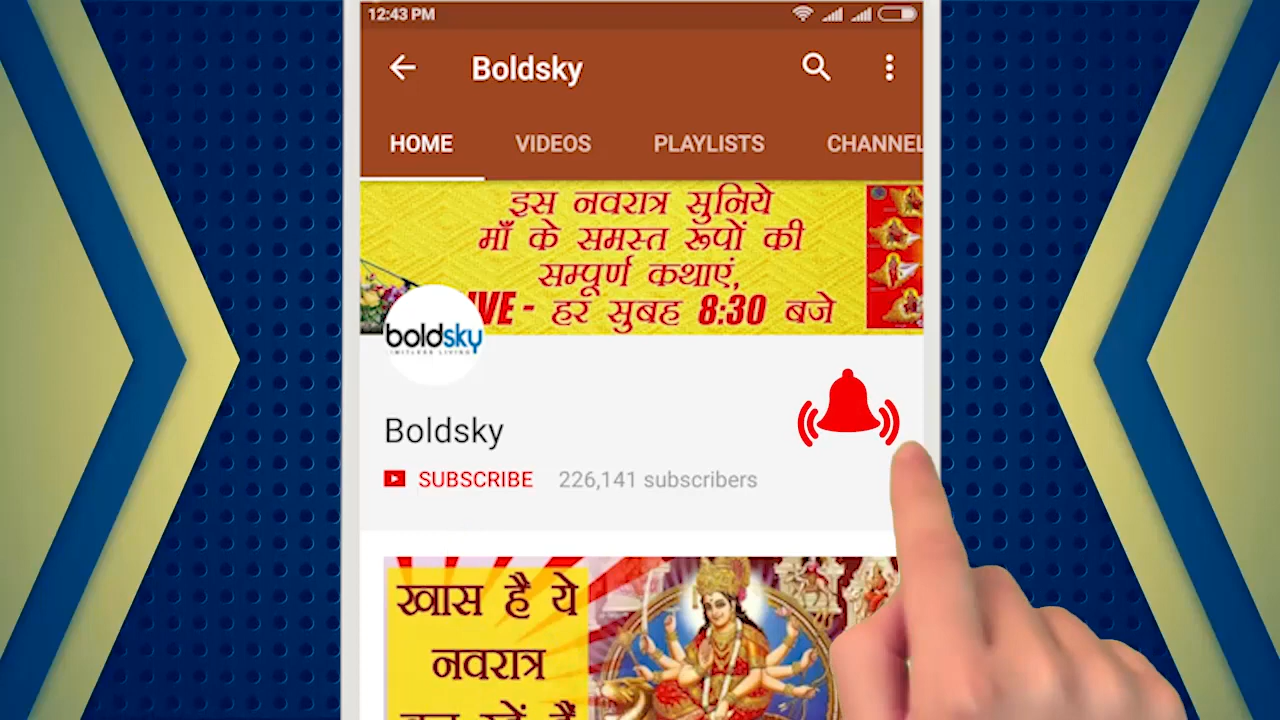 12:43 PM
Boldsky
HOME VIDEOS PLAYLISTS CHANNEL
इस नवरात्र सुनिये
माँ के समस्त रूपों की
सम्पूर्ण कथाएं,
IVE - हर सुबह 8:30 बजे
boldsky
Boldsky
SUBSCRIBE 226,141 subscribers
खास है ये
नवरात्र